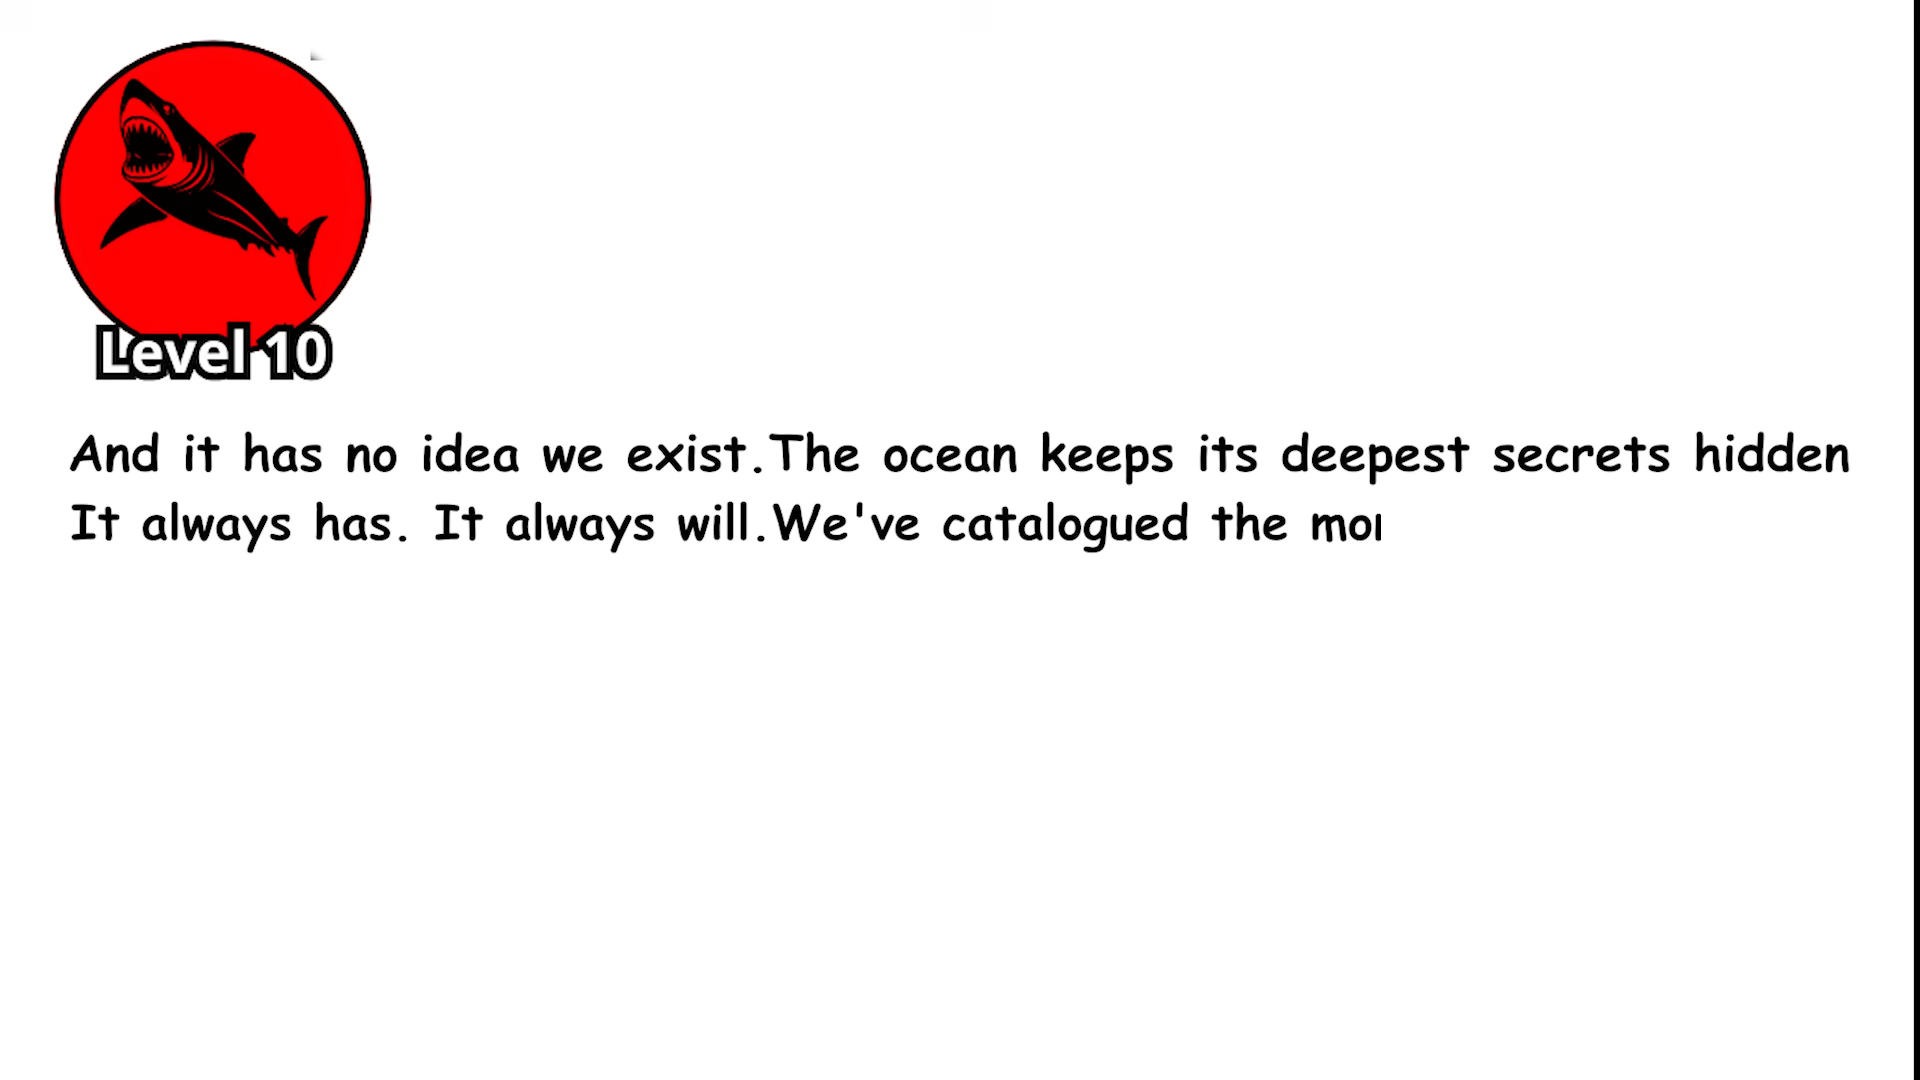 Level 10
And it has no idea we exist.The ocean keeps its deepest secrets hidden
It always has. It always will.We've catalogued the